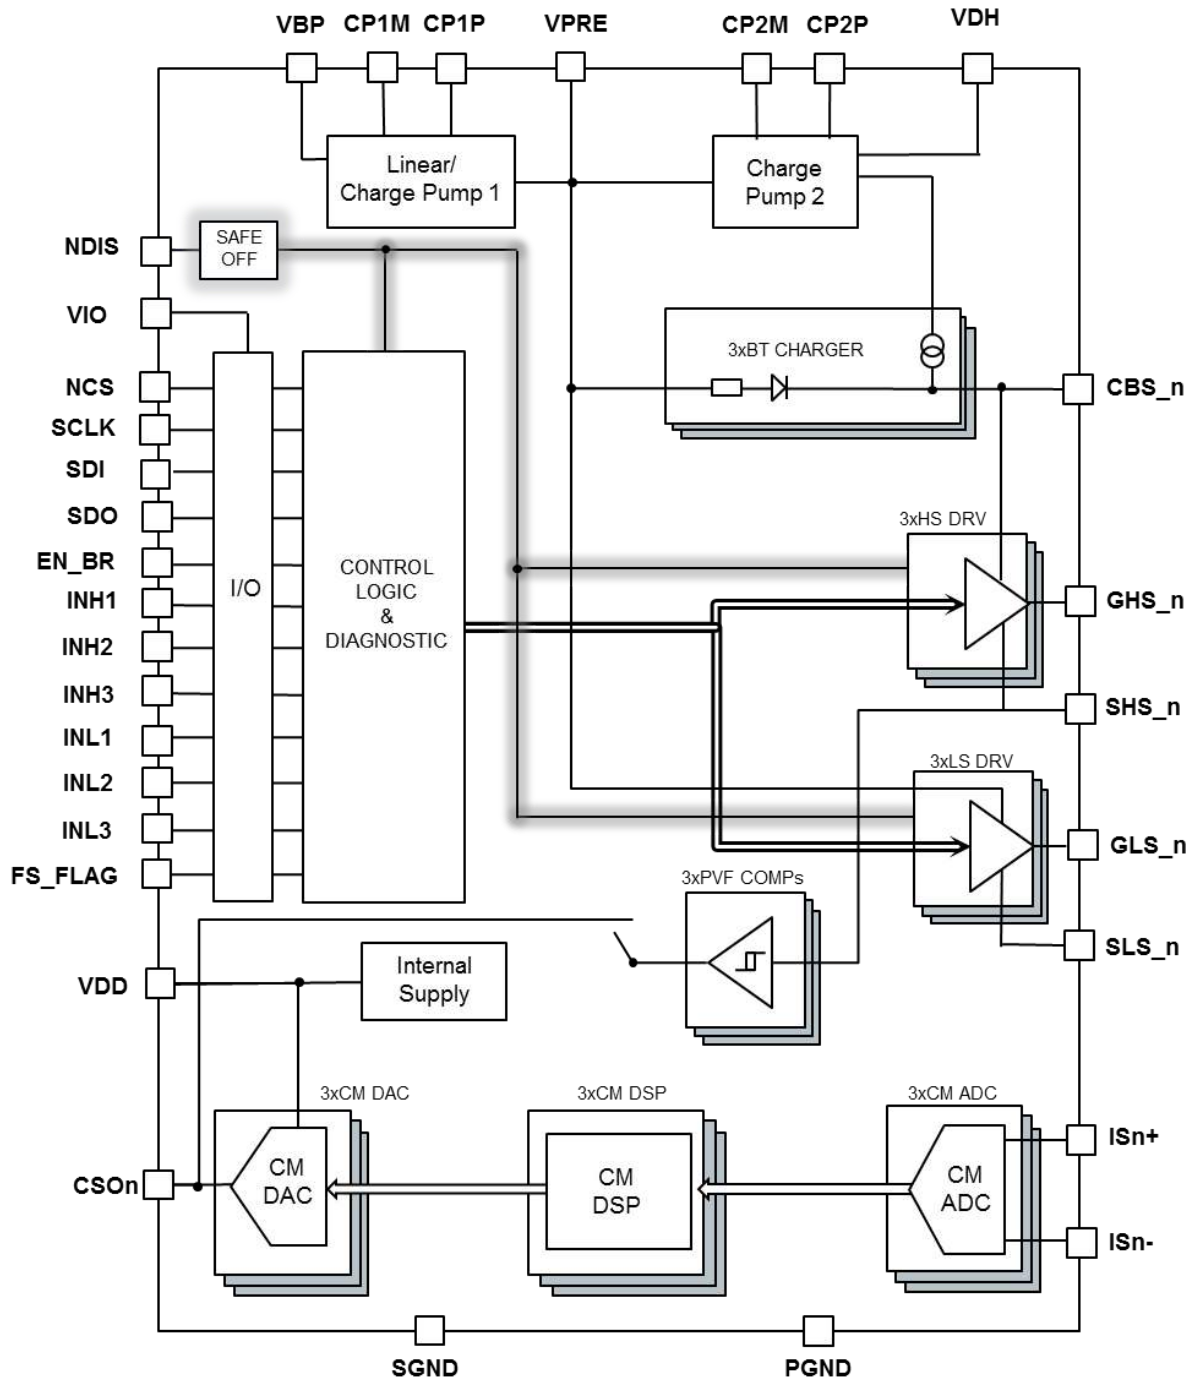 VBP
CP1M
CP1P
VPRE
CP2M
CP2P
VDH
Linear/
Charge Pump 1
Charge
Pump 2
NDIS
SAFE
OFF
VIO
3xBT CHARGER
NCS
CBS_n
SCLK
SDI
SDO
3xHS DRV
EN_BR
I/O
CONTROL
LOGIC
&
DIAGNOSTIC
INH1
GHS_n
INH2
INH3
SHS_n
INL1
3xLS DRV
INL2
INL3
GLS_n
FS_FLAG
3xPVF COMPs
SLS_n
VDD
Internal
Supply
3xCM DAC
3xCM DSP
3xCM ADC
ISn+
CSOn
CM
DAC
CM
DSP
CM
ADC
ISn-
SGND
PGND